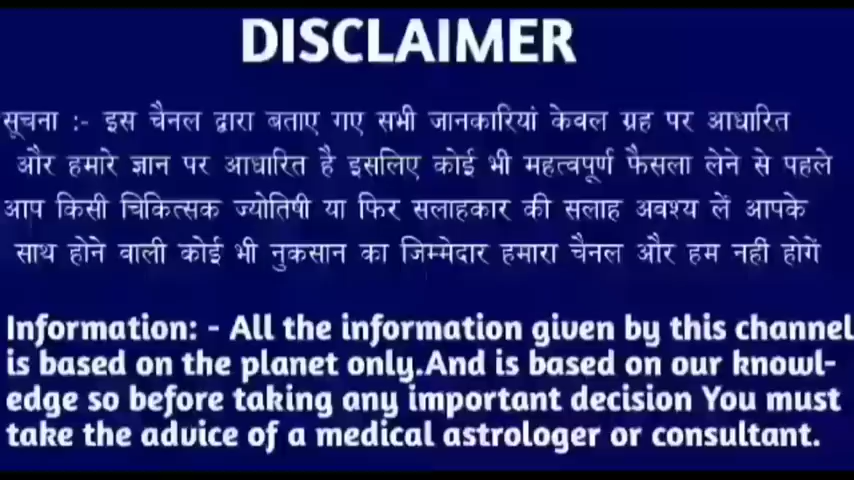 DISCLAIMER
सूचना :- इस चैनल द्वारा बताए गए सभी जानकारियां केवल ग्रह पर आधारित
और हमारे ज्ञान पर आधारित है इसलिए कोई भी महत्वपूर्ण फैसला लेने से पहले
आप किसी चिकित्सक ज्योतिषी या फिर सलाहकार की सलाह अवश्य लें आपके
साथ होने वाली कोई भी नुकसान का जिम्मेदार हमारा चैनल और हम नहीं होगें
Information: - All the information given by this channel
is based on the planet only.And is based on our knowl-
edge so before taking any important decision You must
take the advice of a medical astrologer or consultant.